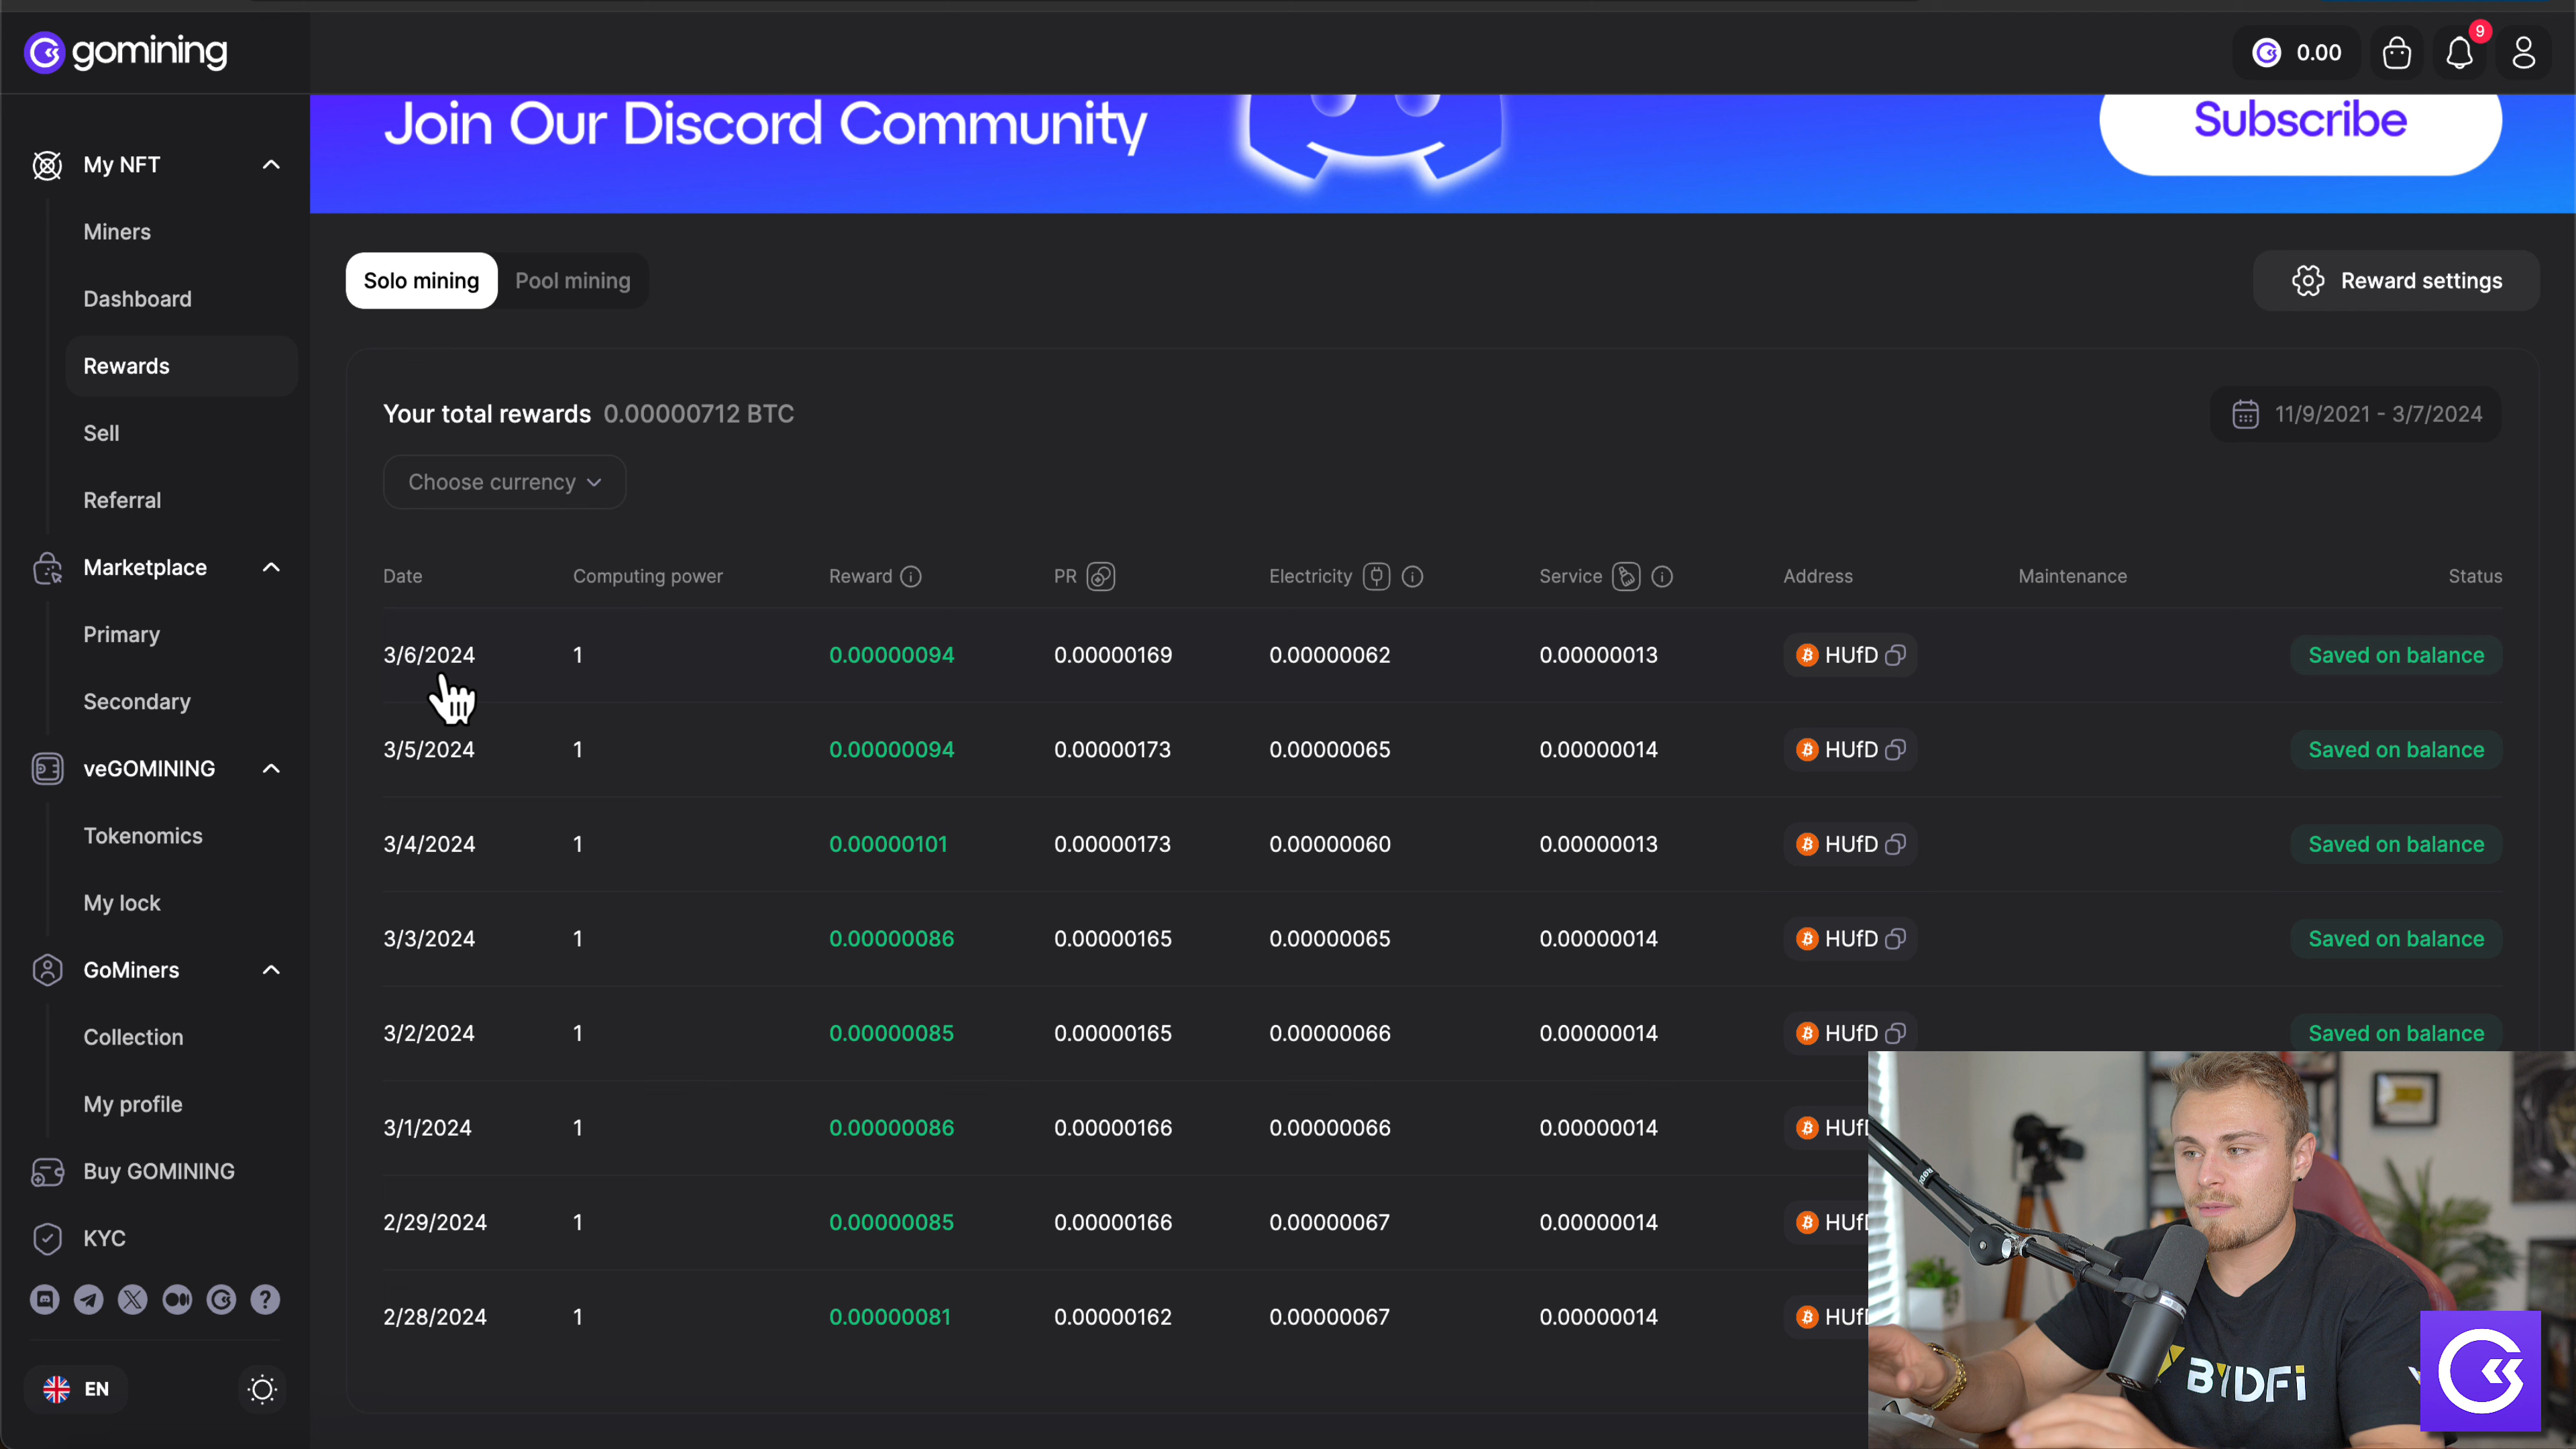 gomining
0.00
9
Join Our Discord Community
Subscribe
My NFT
Miners
Dashboard
Rewards
Sell
Referral
Marketplace
Primary
Secondary
veGOMINING
Tokenomics
My lock
GoMiners
Collection
My profile
Buy GOMINING
KYC
EN
Solo mining Pool mining
Reward settings
Your total rewards 0.00000712 BTC
11/9/2021 - 3/7/2024
Choose currency
Date Computing power Reward PR Electricity Service Address Maintenance Status
3/6/2024 1 0.00000094 0.00000169 0.00000062 0.00000013 HUfD Saved on balance
3/5/2024 1 0.00000094 0.00000173 0.00000065 0.00000014 HUfD Saved on balance
3/4/2024 1 0.00000101 0.00000173 0.00000060 0.00000013 HUfD Saved on balance
3/3/2024 1 0.00000086 0.00000165 0.00000065 0.00000014 HUfD Saved on balance
3/2/2024 1 0.00000085 0.00000165 0.00000066 0.00000014 HUfD Saved on balance
3/1/2024 1 0.00000086 0.00000166 0.00000066 0.00000014
2/29/2024 1 0.00000085 0.00000166 0.00000067 0.00000014
2/28/2024 1 0.00000081 0.00000162 0.00000067 0.00000014
BYDFi